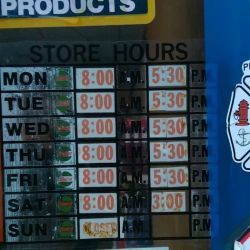 PRODUCTS
STORE HOURS
MON 8:00 A.M. 5:30 P.M
TUE 8:00 A.M. 5:30 P.M
WED 8:00 A.M. 5:30 P.M
THU 8:00 A.M. 5:30 P.M
FRI 8:00 A.M. 5:30 P.M
SAT 8:00 A.M. 3:00 P.M
SUN CLOSED